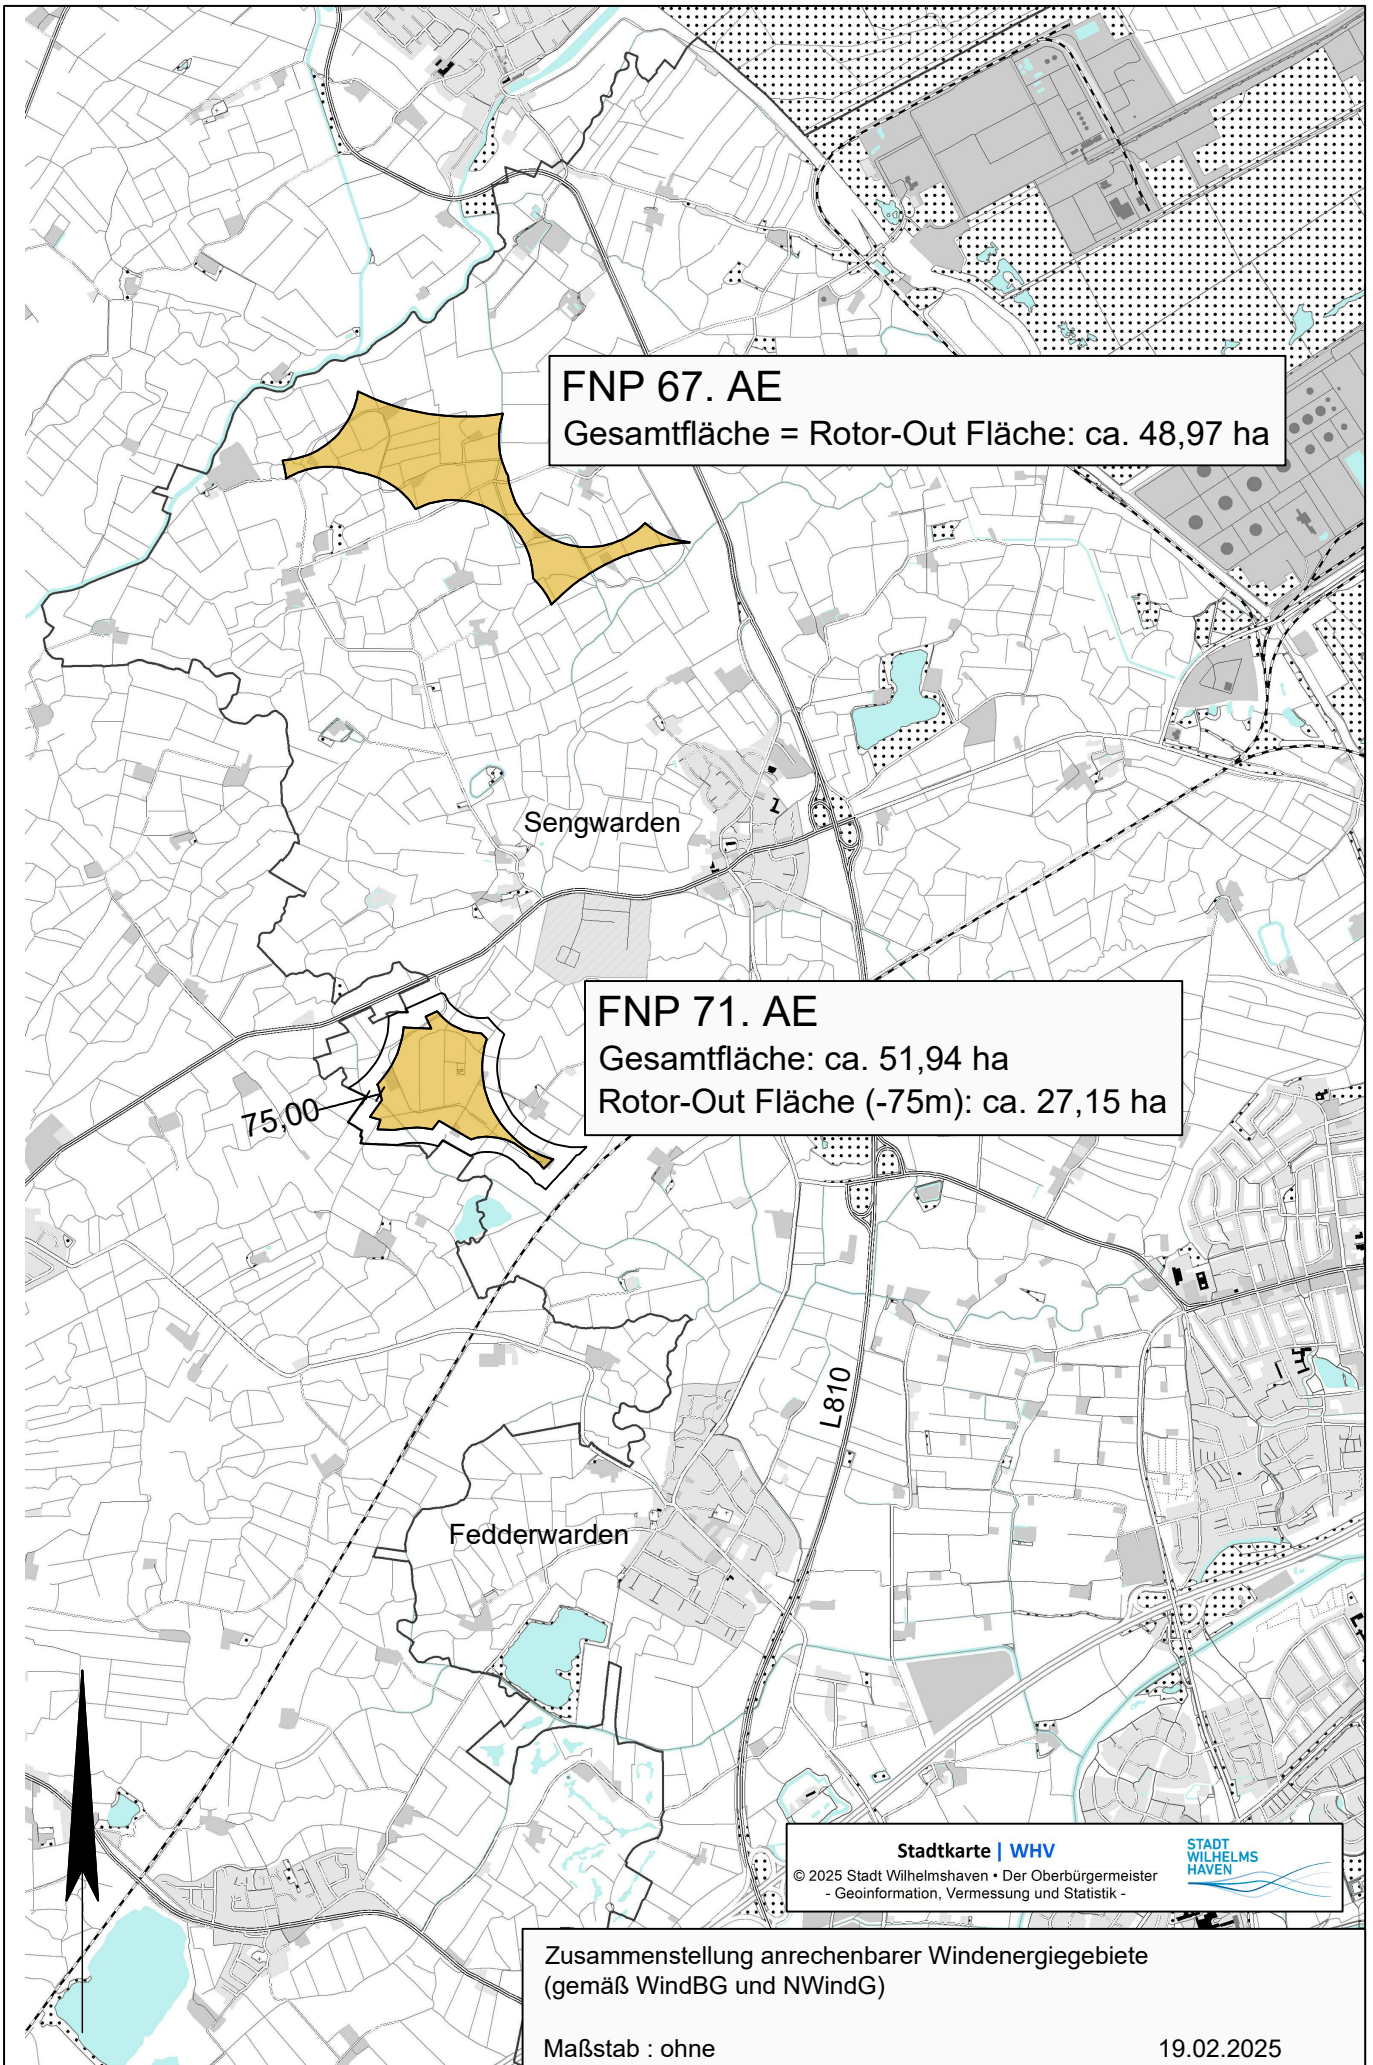 FNP 67. AE
Gesamtfläche = Rotor-Out Fläche: ca. 48,97 ha
Sengwarden
FNP 71. AE
Gesamtfläche: ca. 51,94 ha
Rotor-Out Fläche (-75m): ca. 27,15 ha
75,00
L810
Fedderwarden
Stadtkarte | WHV
© 2025 Stadt Wilhelmshaven • Der Oberbürgermeister
- Geoinformation, Vermessung und Statistik -
STADT
WILHELMS
HAVEN
Zusammenstellung anrechenbarer Windenergiegebiete
(gemäß WindBG und NWindG)
Maßstab : ohne
19.02.2025